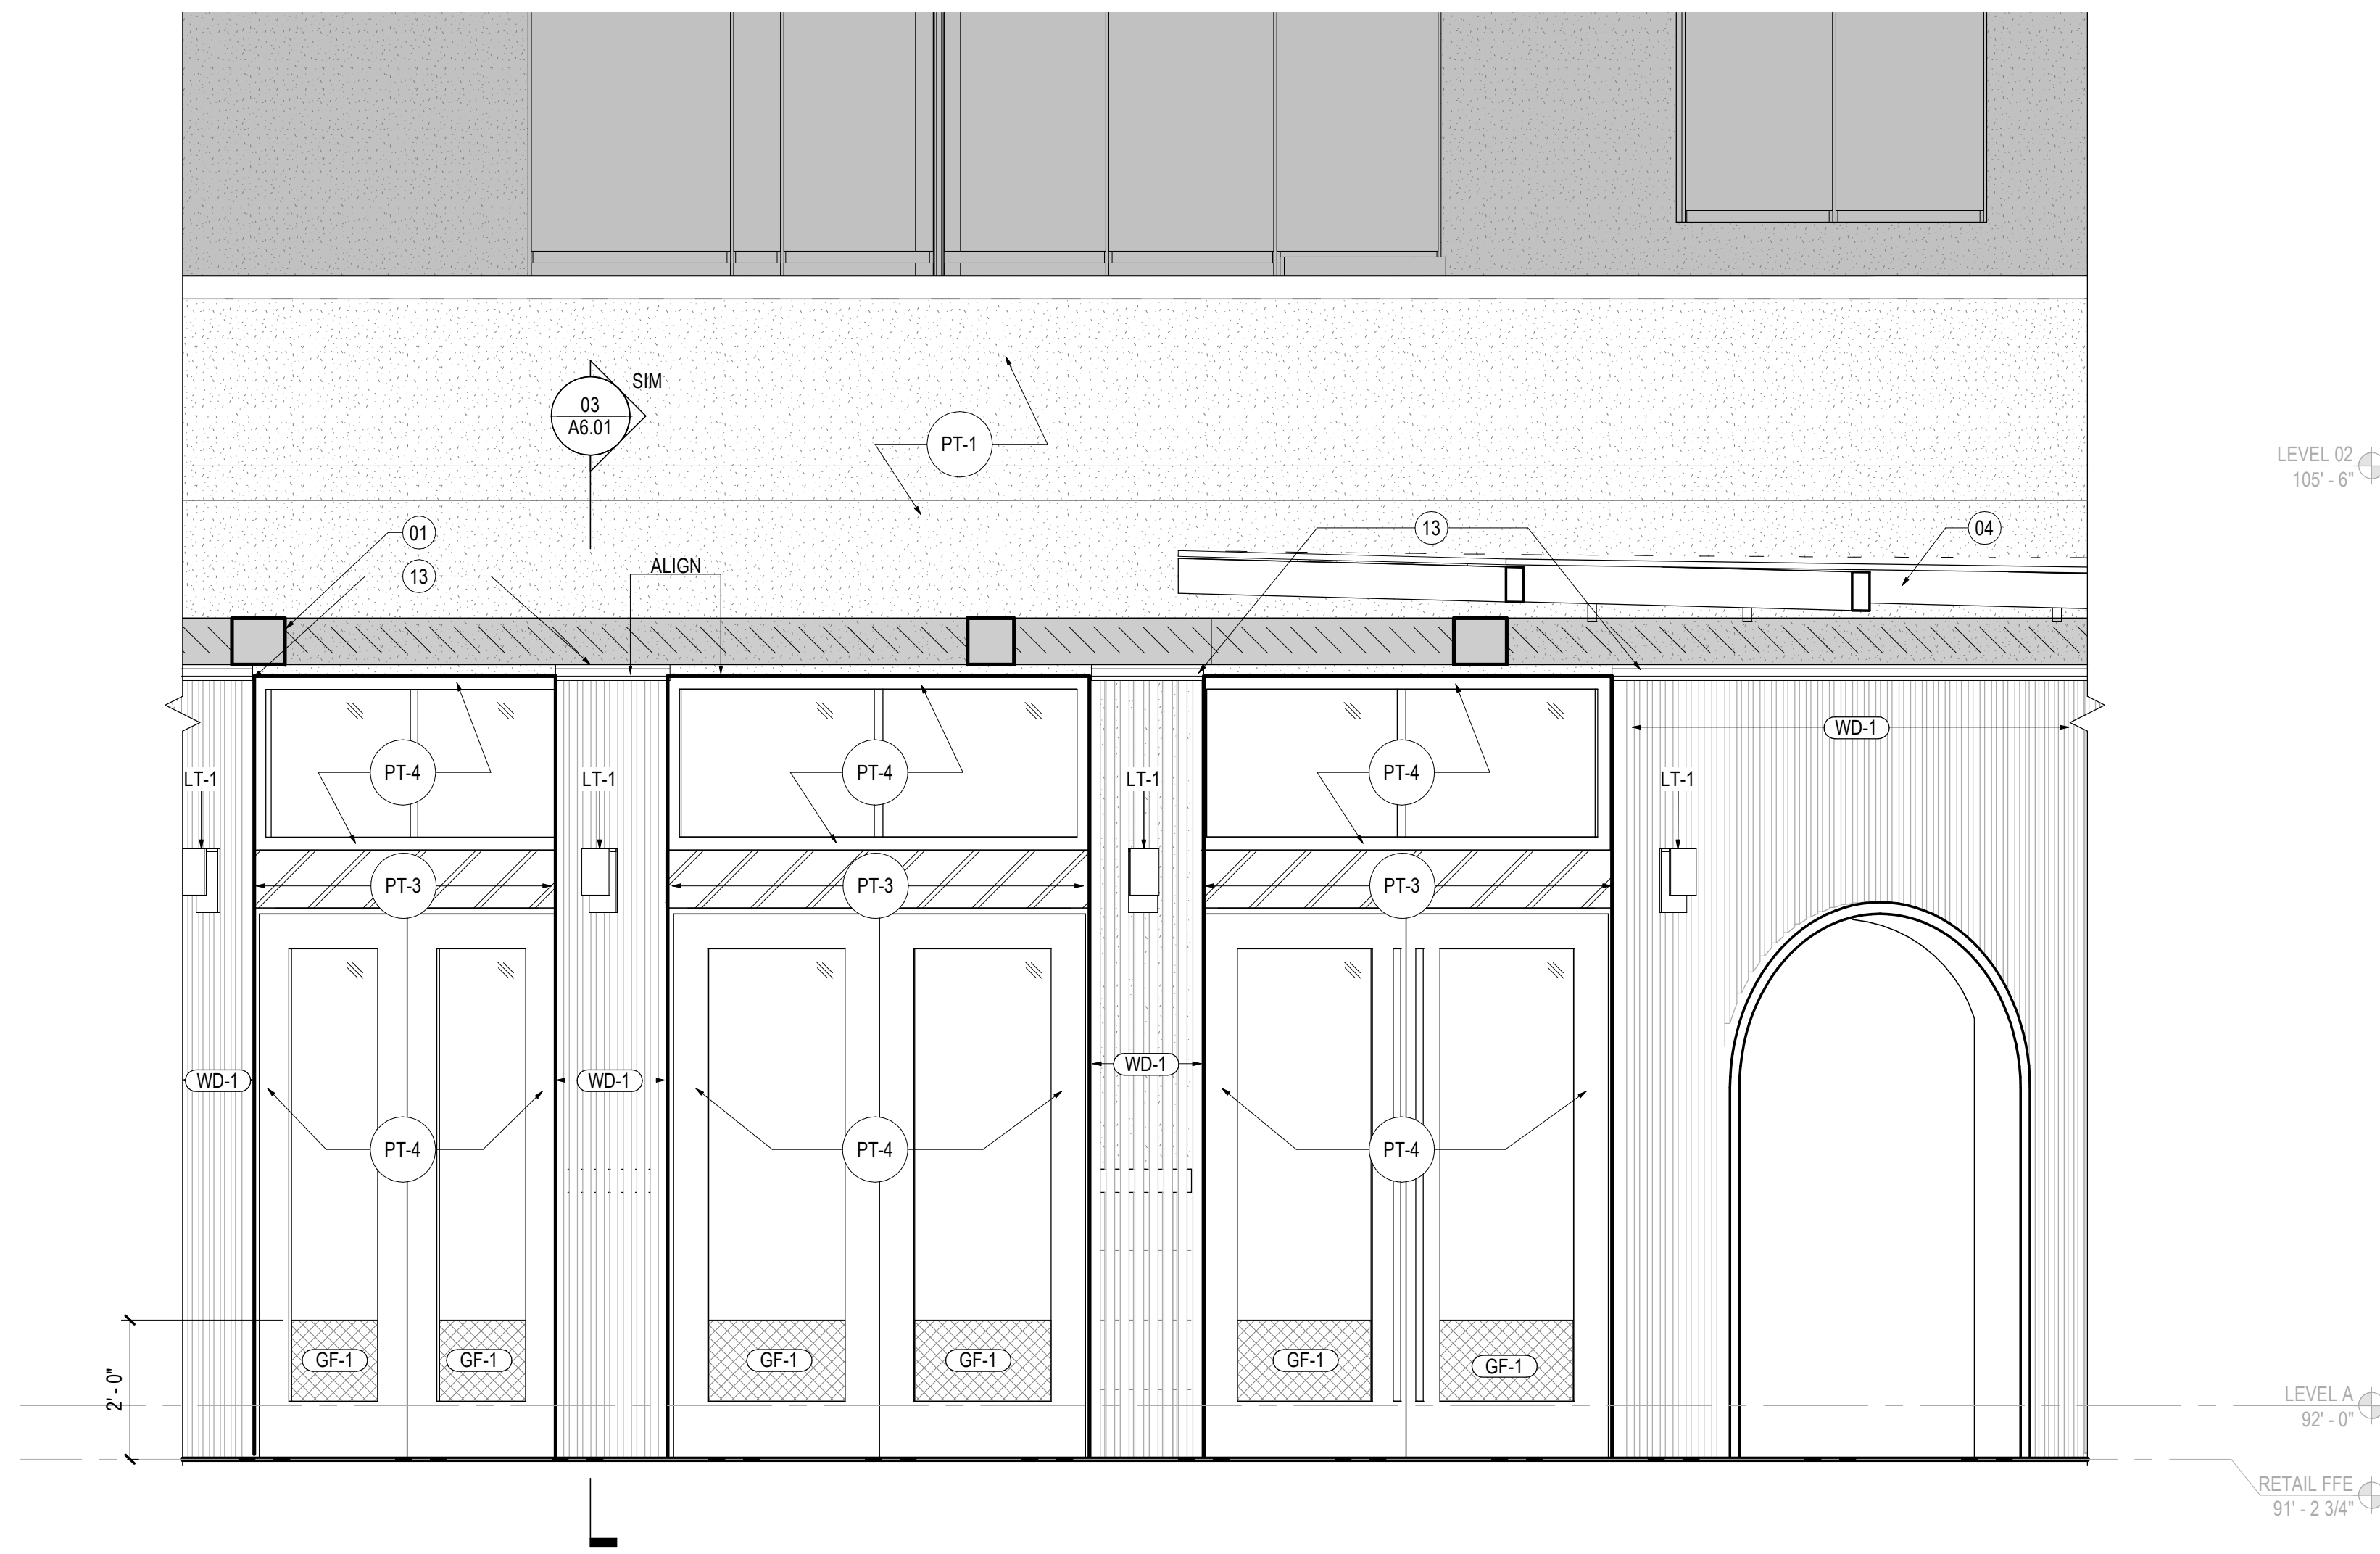 SIM
03
A6.01
PT-1
LEVEL 02
105' - 6"
01
13
04
13
ALIGN
WD-1
PT-4
PT-4
PT-4
LT-1
LT-1
LT-1
LT-1
PT-3
PT-3
PT-3
WD-1
WD-1
WD-1
PT-4
PT-4
PT-4
GF-1
GF-1
GF-1
GF-1
GF-1
GF-1
2' - 0"
LEVEL A
92' - 0"
RETAIL FFE
91' - 2 3/4"